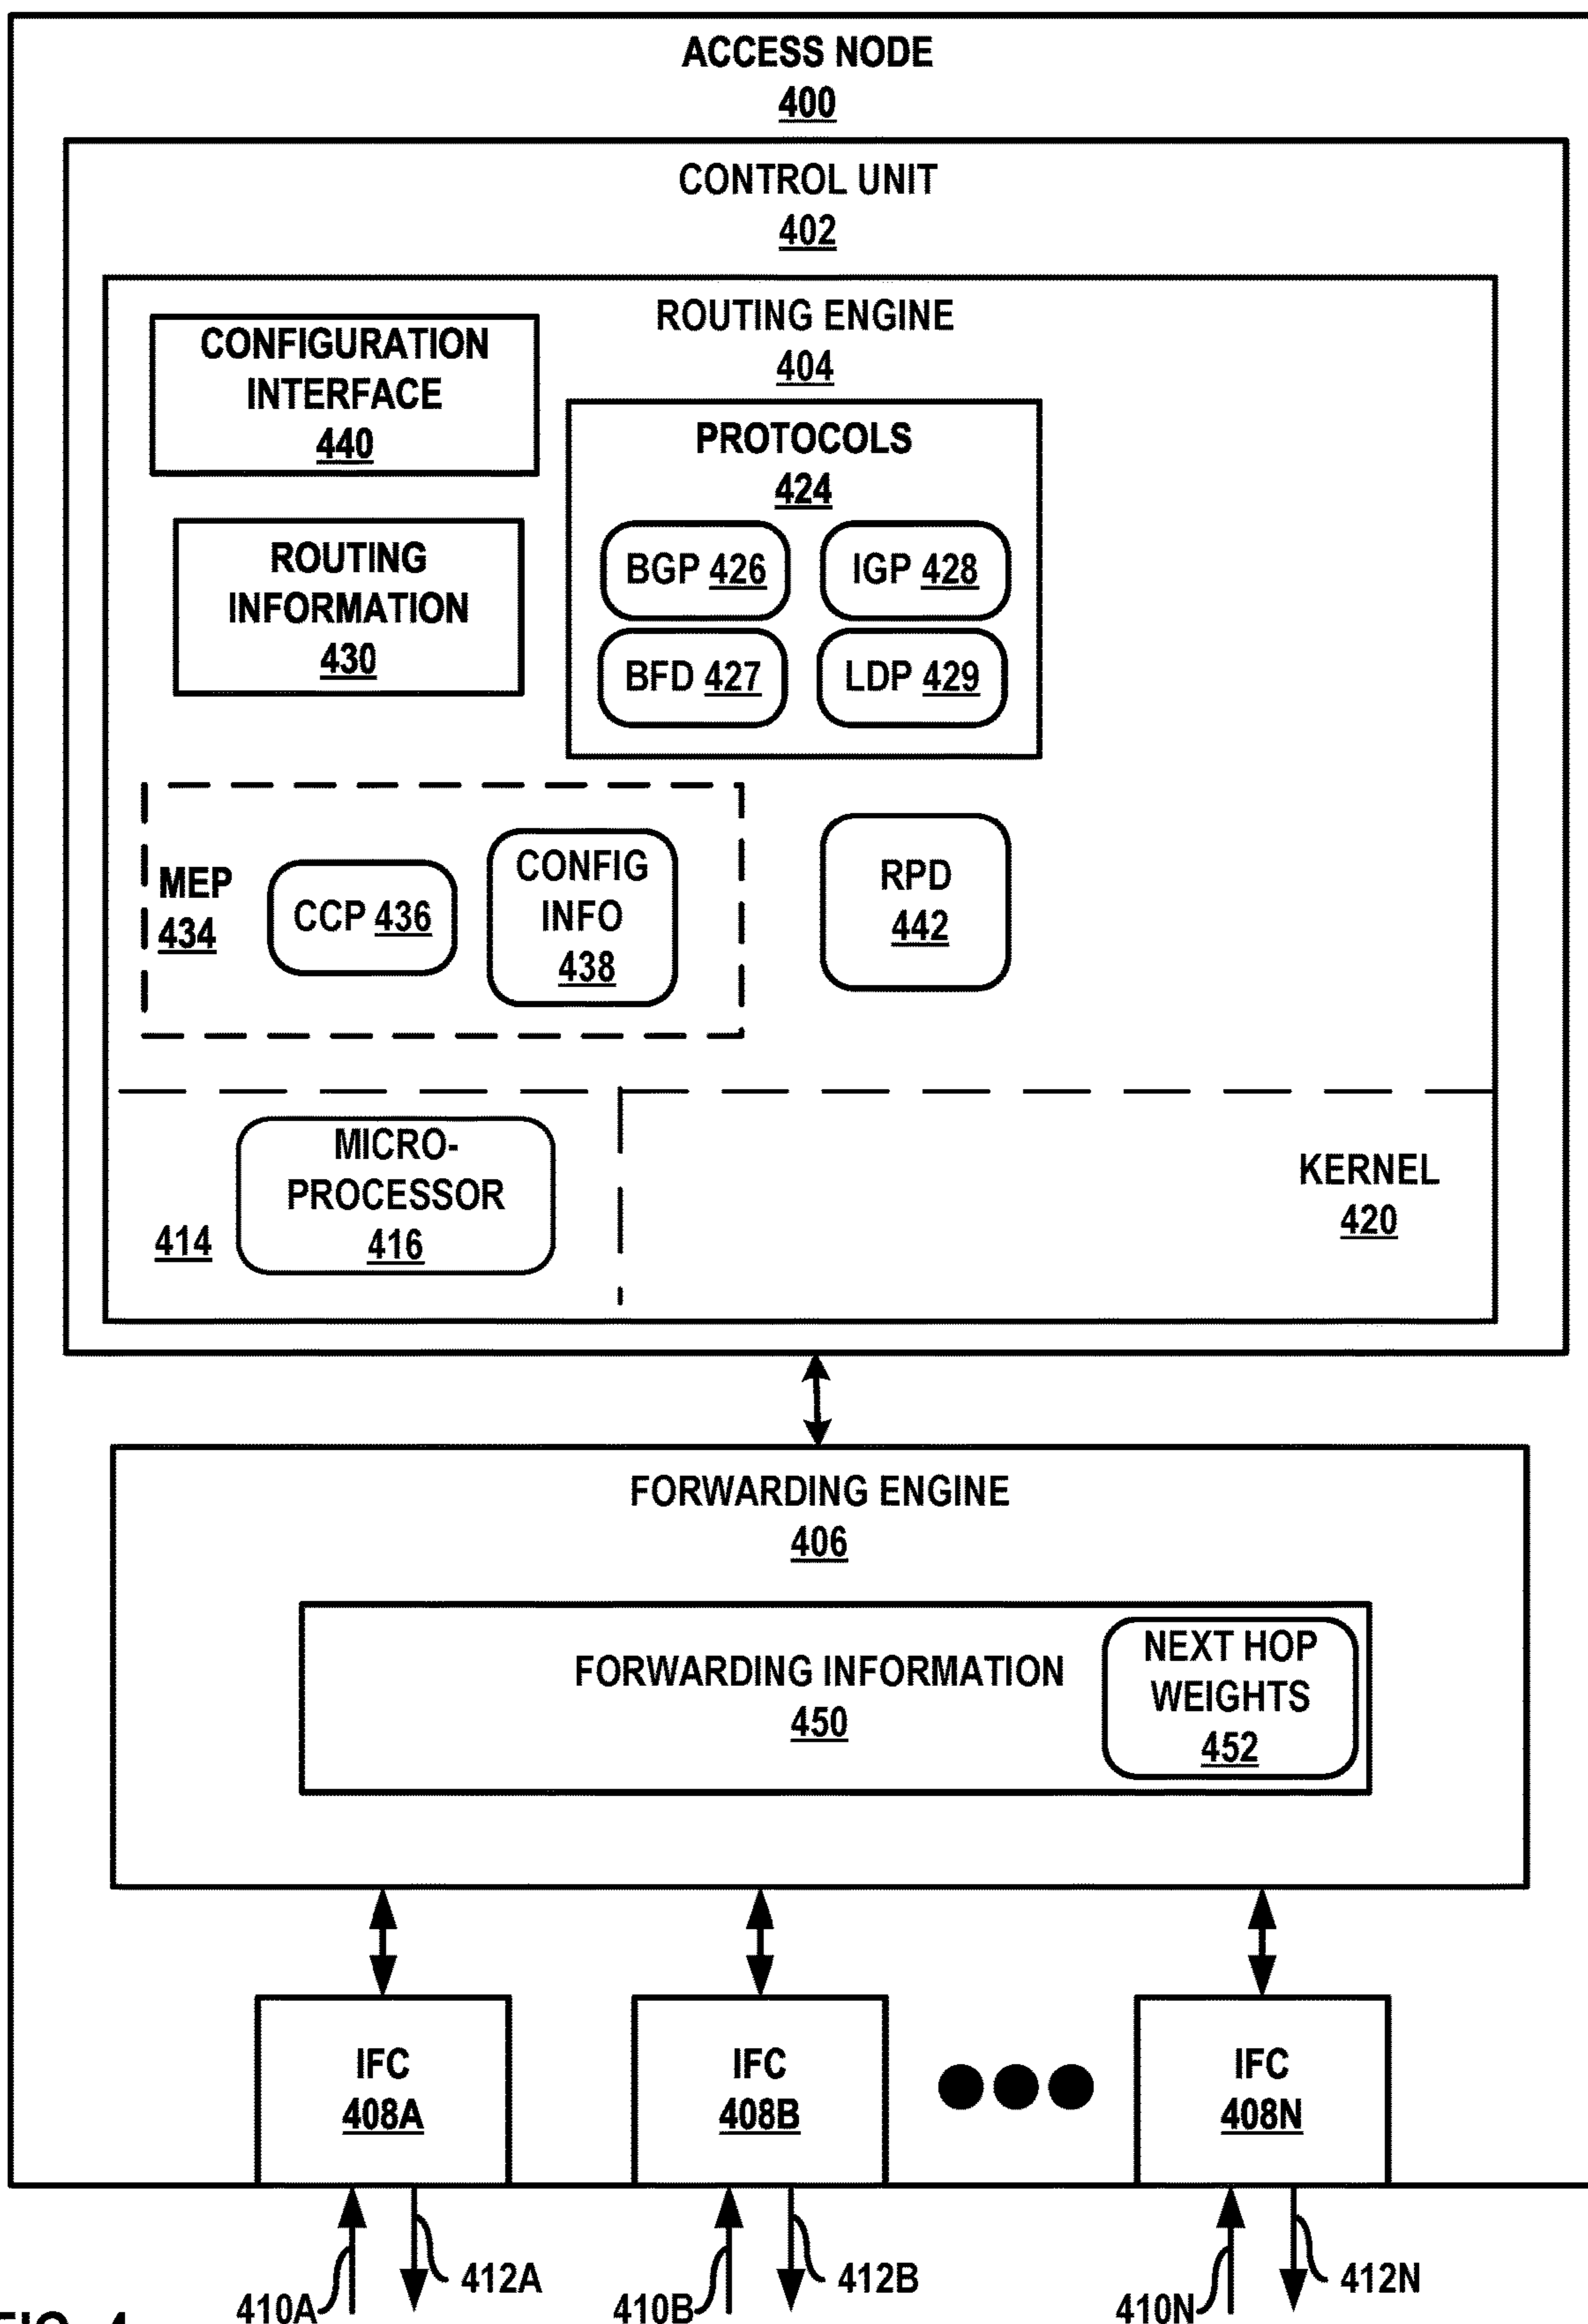 ACCESS NODE
400
CONTROL UNIT
402
ROUTING ENGINE
404
CONFIGURATION
INTERFACE
440
PROTOCOLS
424
BGP 426
IGP 428
BFD 427
LDP 429
ROUTING
INFORMATION
430
MEP
434
CCP 436
CONFIG
INFO
438
RPD
442
414
MICRO-
PROCESSOR
416
KERNEL
420
FORWARDING ENGINE
406
FORWARDING INFORMATION
450
NEXT HOP
WEIGHTS
452
IFC
408A
IFC
408B
IFC
408N
410A
412A
410B
412B
410N
412N